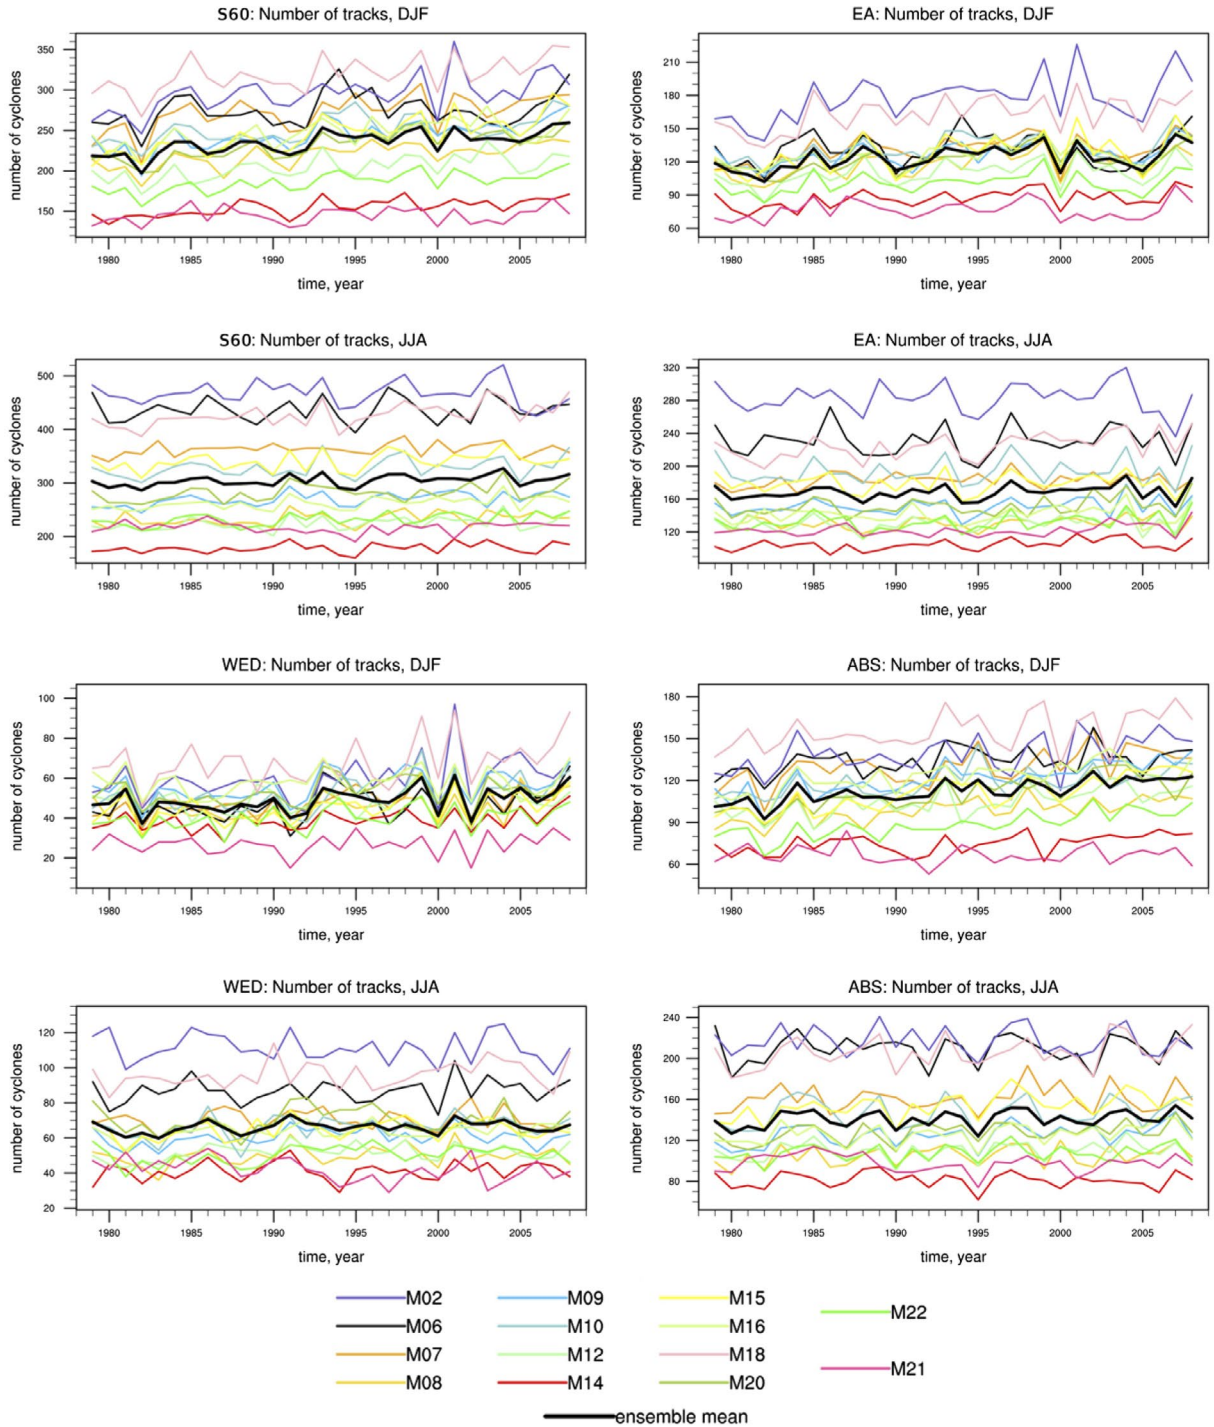 S60: Number of tracks, DJF
number of cyclones
350
300
250
200
150
1980 1985 1990 1995 2000 2005
time, year
EA: Number of tracks, DJF
number of cyclones
210
180
150
120
90
60
1980 1985 1990 1995 2000 2005
time, year
S60: Number of tracks, JJA
number of cyclones
500
400
300
200
1980 1985 1990 1995 2000 2005
time, year
EA: Number of tracks, JJA
number of cyclones
320
280
240
200
160
120
1980 1985 1990 1995 2000 2005
time, year
WED: Number of tracks, DJF
number of cyclones
100
80
60
40
20
1980 1985 1990 1995 2000 2005
time, year
ABS: Number of tracks, DJF
number of cyclones
180
150
120
90
60
1980 1985 1990 1995 2000 2005
time, year
WED: Number of tracks, JJA
number of cyclones
120
100
80
60
40
20
1980 1985 1990 1995 2000 2005
time, year
ABS: Number of tracks, JJA
number of cyclones
240
200
160
120
80
1980 1985 1990 1995 2000 2005
time, year
M02
M06
M07
M08
M09
M10
M12
M14
M15
M16
M18
M20
M22
M21
ensemble mean